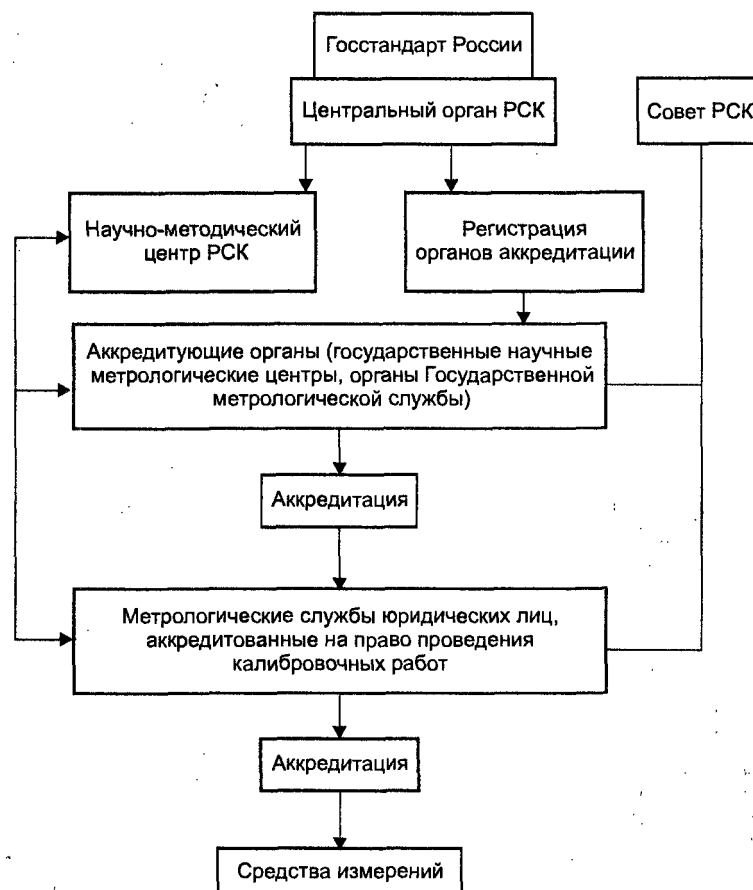 Госстандарт России
Центральный орган РСК
Совет РСК
Научно-методический
центр РСК
Регистрация
органов аккредитации
Аккредитующие органы (государственные научные
метрологические центры, органы Государственной
метрологической службы)
Аккредитация
Метрологические службы юридических лиц,
аккредитованные на право проведения
калибровочных работ
Аккредитация
Средства измерений